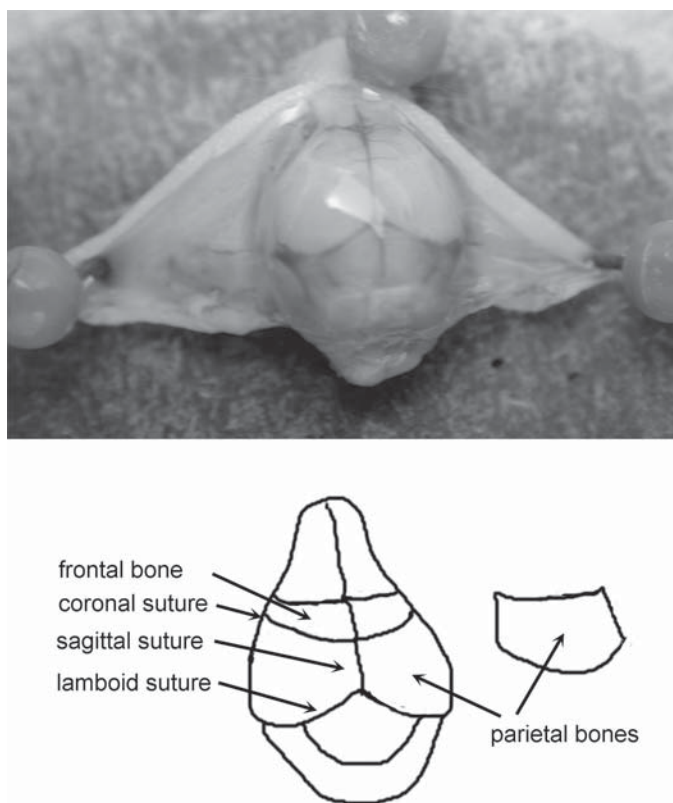 frontal bone
coronal suture
sagittal suture
lamboid suture
parietal bones